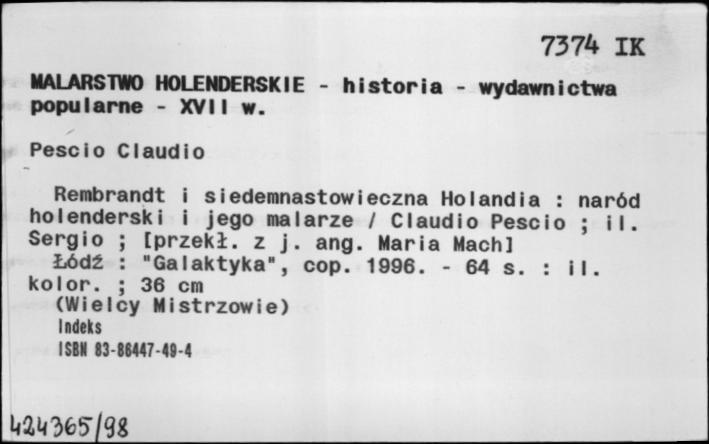 7374 IK
MALARSTWO HOLENDERSKIE - historia - wydawnictwa
popularne - XVII w.
Pescio Claudio
Rembrandt i siedemnastowieczna Holandia : naród
holenderski i jego malarze / Claudio Pescio ; il.
Sergio ; [przekł. z j. ang. Maria Mach]
Łódź : "Galaktyka", cop. 1996. - 64 s. : il.
kolor. ; 36 cm
(Wielcy Mistrzowie)
Indeks
ISBN 83-86447-49-4
424365/98